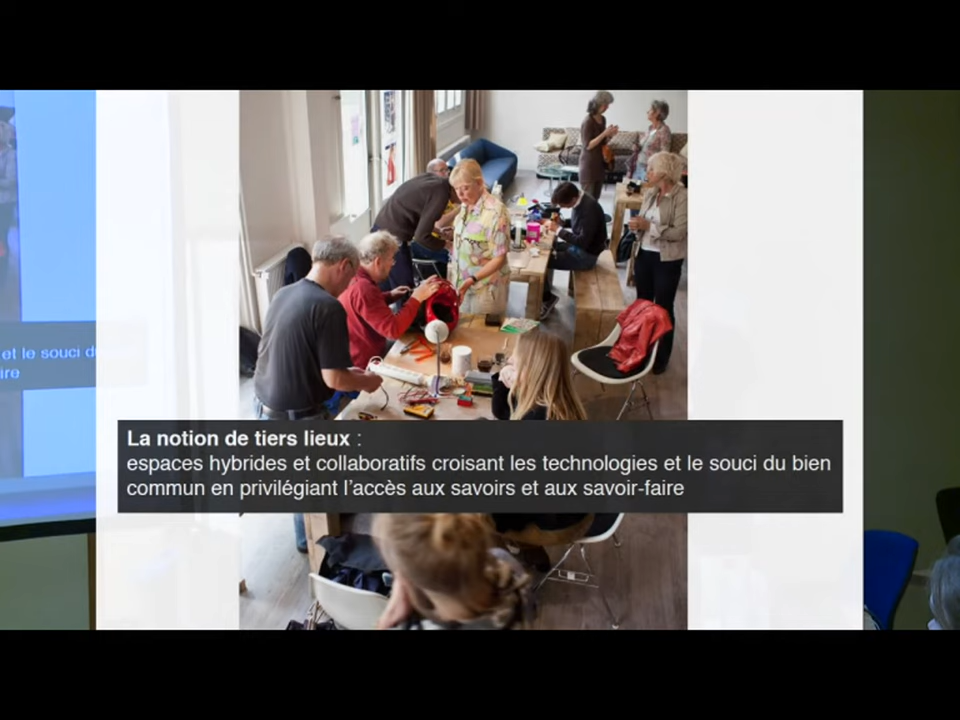 et le souci d
ire
La notion de tiers lieux :
espaces hybrides et collaboratifs croisant les technologies et le souci du bien
commun en privilégiant l'accès aux savoirs et aux savoir-faire